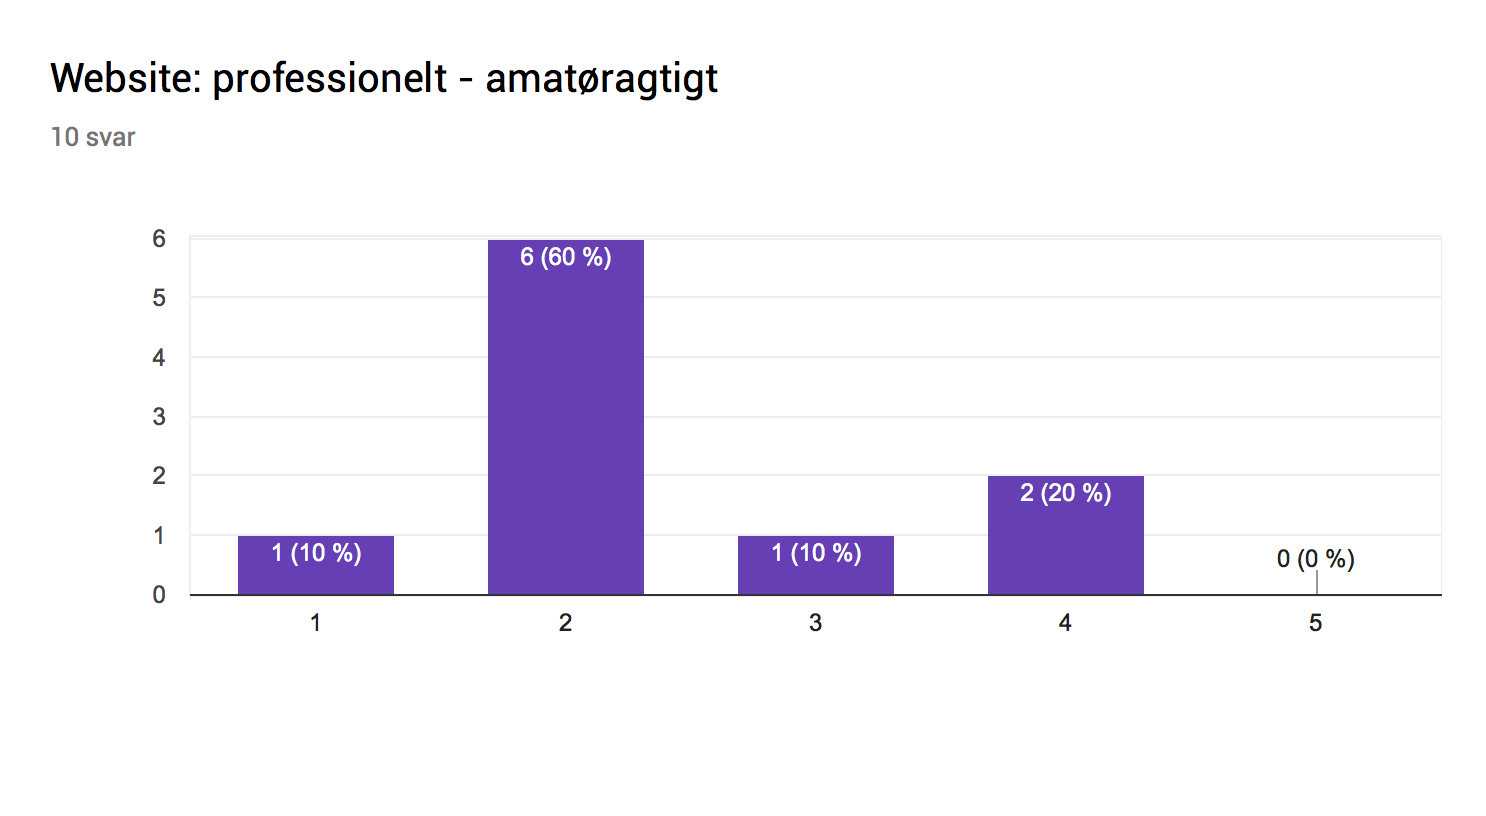 Website: professionelt - amatøragtigt
10 svar
6
5
4
3
2
1
0
1 (10 %)
6 (60 %)
1 (10 %)
2 (20 %)
0 (0 %)
1 2 3 4 5